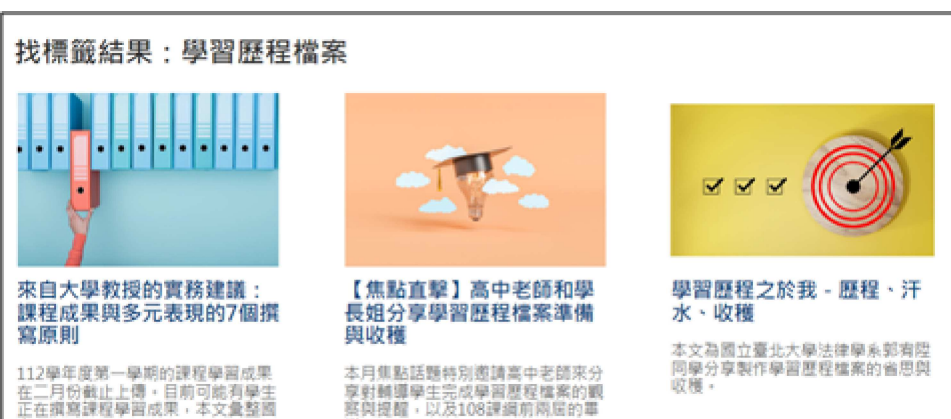 找標籤結果：學習歷程檔案
來自大學教授的實務建議：
課程成果與多元表現的7個撰
寫原則
112學年度第一學期的課程學習成果
在二月份截止上傳，目前可能有學生
正在撰寫課程學習成果，本文彙整國
【焦點直擊】高中老師和學
長姐分享學習歷程檔案準備
與收穫
本月焦點話題特別邀請高中老師來分
享對輔導學生完成學習歷程檔案的觀
察與提醒，以及108課綱前兩屆的畢
學習歷程之於我 - 歷程、汗
水、收穫
本文為國立臺北大學法律學系郭宥陞
同學分享製作學習歷程檔案的省思與
收穫。